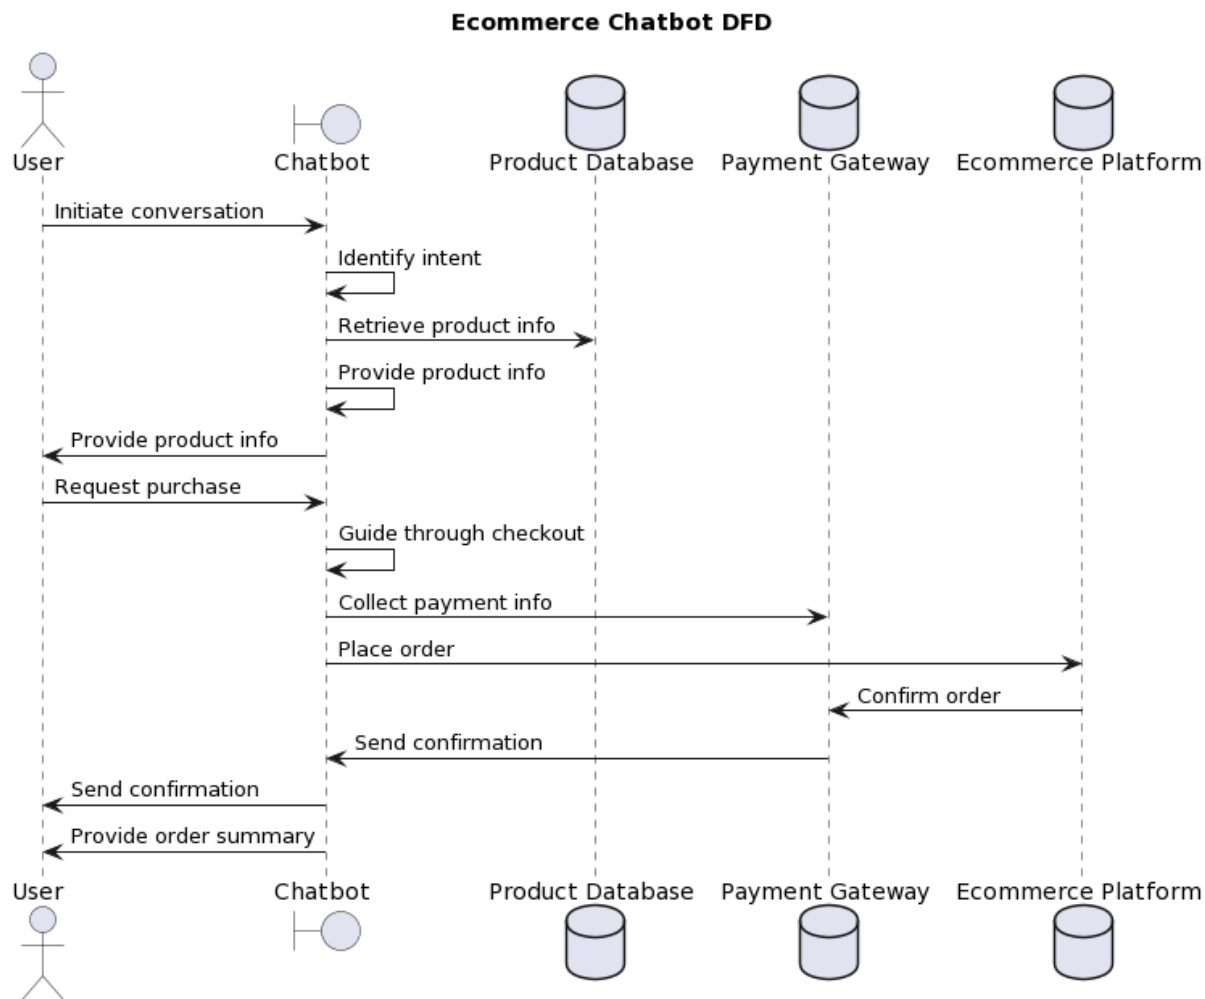 Ecommerce Chatbot DFD
User Chatbot Product Database Payment Gateway Ecommerce Platform
Initiate conversation
Identify intent
Retrieve product info
Provide product info
Provide product info
Request purchase
Guide through checkout
Collect payment info
Place order
Confirm order
Send confirmation
Send confirmation
Provide order summary
User Chatbot Product Database Payment Gateway Ecommerce Platform